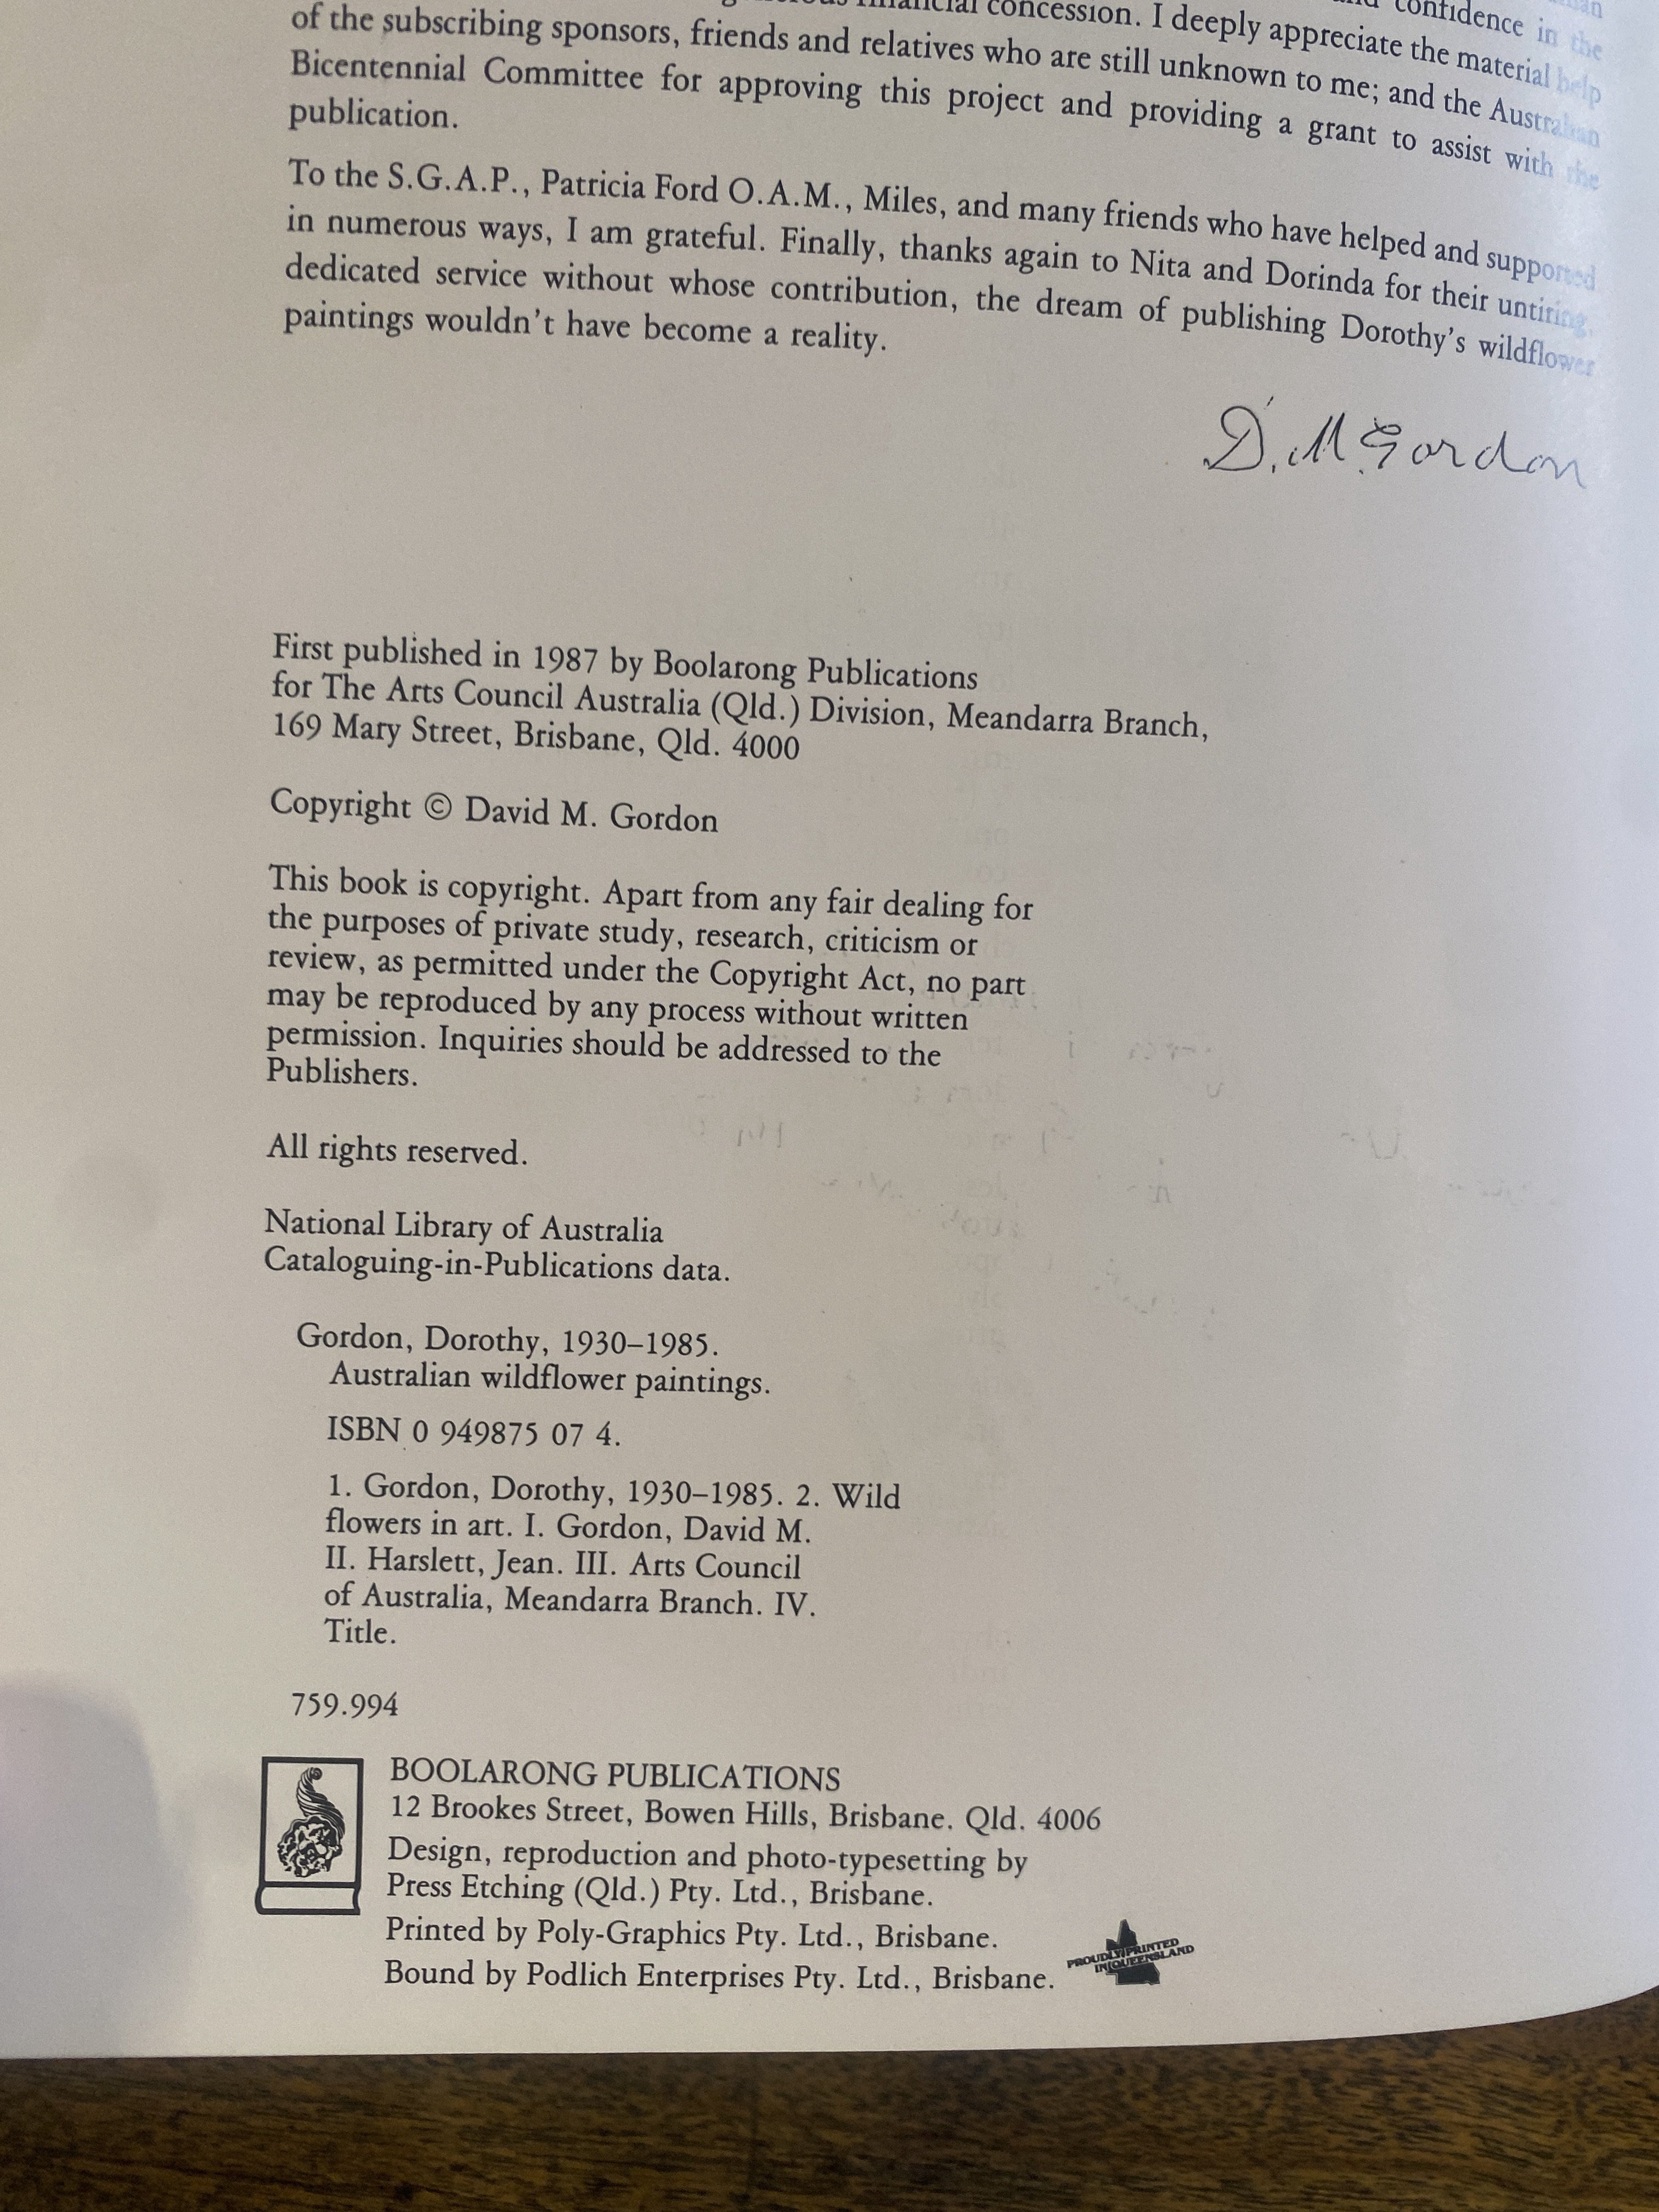 financial concession. I deeply appreciate the material help
of the subscribing sponsors, friends and relatives who are still unknown to me; and the Australian
Bicentennial Committee for approving this project and providing a grant to assist with the
publication.
To the S.G.A.P., Patricia Ford O.A.M., Miles, and many friends who have helped and supported
in numerous ways, I am grateful. Finally, thanks again to Nita and Dorinda for their untiring,
dedicated service without whose contribution, the dream of publishing Dorothy's wildflower
paintings wouldn't have become a reality.
D. M Gordon
First published in 1987 by Boolarong Publications
for The Arts Council Australia (Qld.) Division, Meandarra Branch,
169 Mary Street, Brisbane, Qld. 4000
Copyright © David M. Gordon
This book is copyright. Apart from any fair dealing for
the purposes of private study, research, criticism or
review, as permitted under the Copyright Act, no part
may be reproduced by any process without written
permission. Inquiries should be addressed to the
Publishers.
All rights reserved.
National Library of Australia
Cataloguing-in-Publications data.
Gordon, Dorothy, 1930–1985.
Australian wildflower paintings.
ISBN 0 949875 07 4.
1. Gordon, Dorothy, 1930–1985. 2. Wild
flowers in art. I. Gordon, David M.
II. Harslett, Jean. III. Arts Council
of Australia, Meandarra Branch. IV.
Title.
759.994
BOOLARONG PUBLICATIONS
12 Brookes Street, Bowen Hills, Brisbane. Qld. 4006
Design, reproduction and photo-typesetting by
Press Etching (Qld.) Pty. Ltd., Brisbane.
Printed by Poly-Graphics Pty. Ltd., Brisbane.
Bound by Podlich Enterprises Pty. Ltd., Brisbane.
PROUDLY PRINTED
IN QUEENSLAND